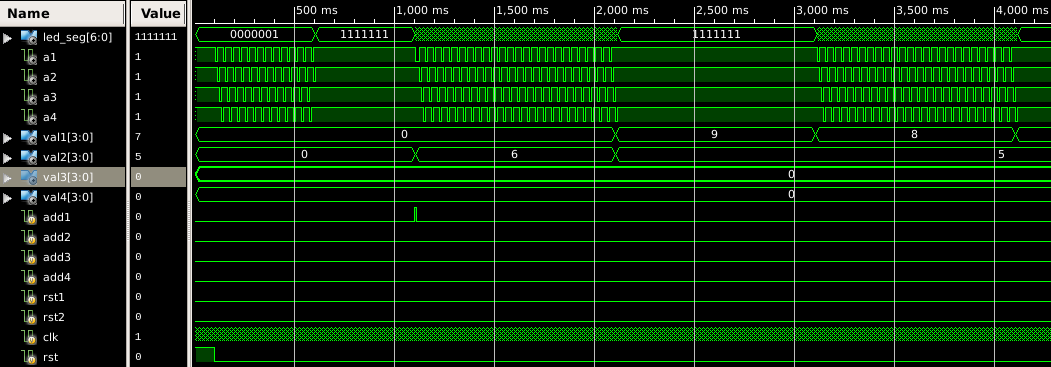 Name Value 500 ms 1,000 ms 1,500 ms 2,000 ms 2,500 ms 3,000 ms 3,500 ms 4,000 ms
led_seg[6:0] 1111111 0000001 1111111 1111111
a1 1
a2 1
a3 1
a4 1
val1[3:0] 7 0 9 8
val2[3:0] 5 0 6 5
val3[3:0] 0 0
val4[3:0] 0 0
add1 0
add2 0
add3 0
add4 0
rst1 0
rst2 0
clk 1
rst 0